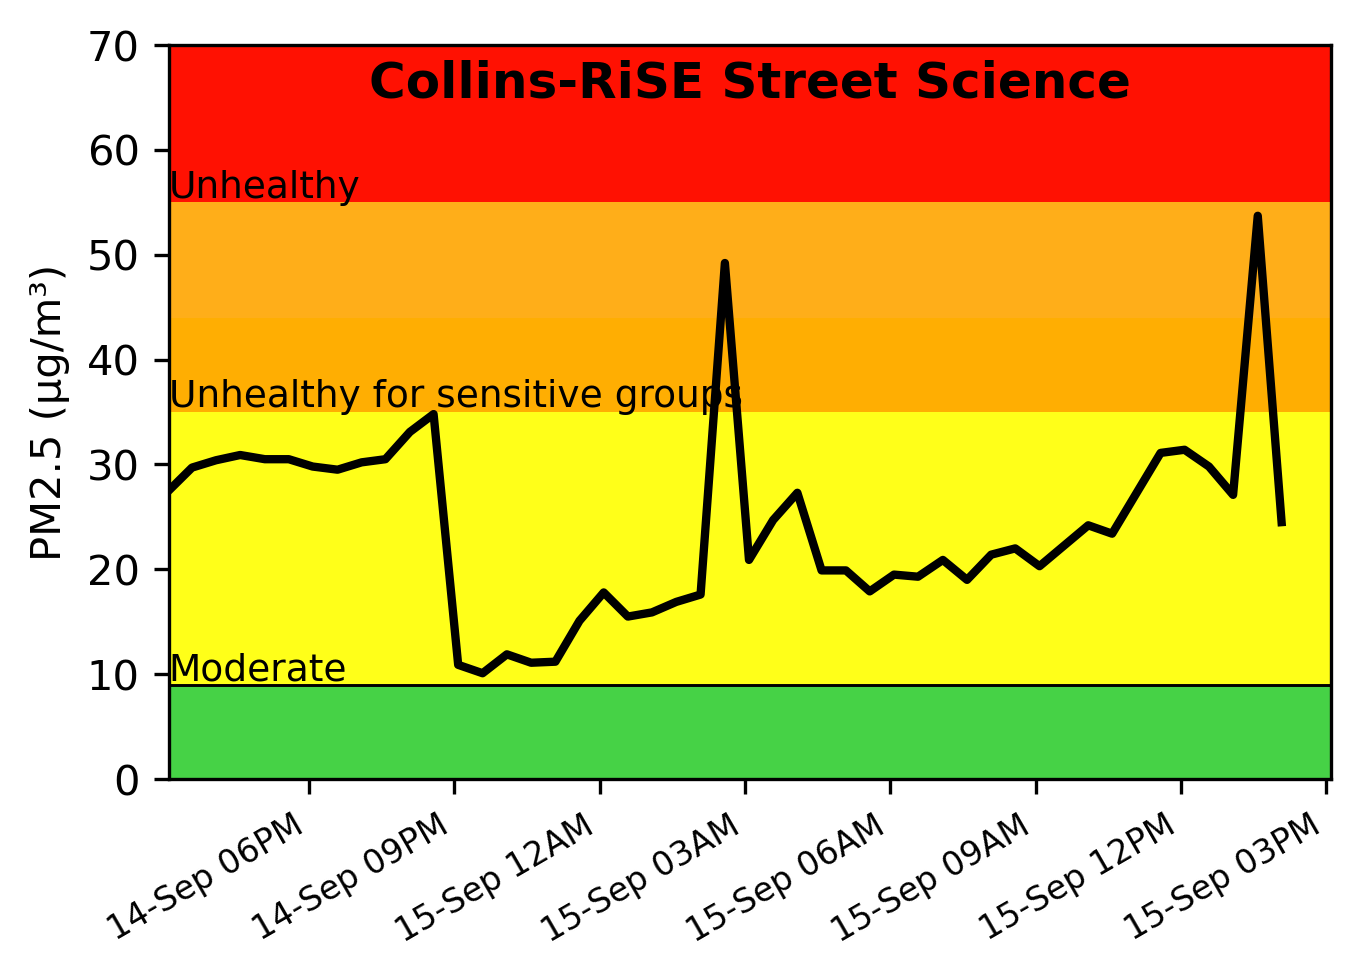 Collins-RiSE Street Science
70
60
50
40
30
20
10
0
PM2.5 (µg/m³)
Unhealthy
Unhealthy for sensitive groups
Moderate
14-Sep 06PM
14-Sep 09PM
15-Sep 12AM
15-Sep 03AM
15-Sep 06AM
15-Sep 09AM
15-Sep 12PM
15-Sep 03PM